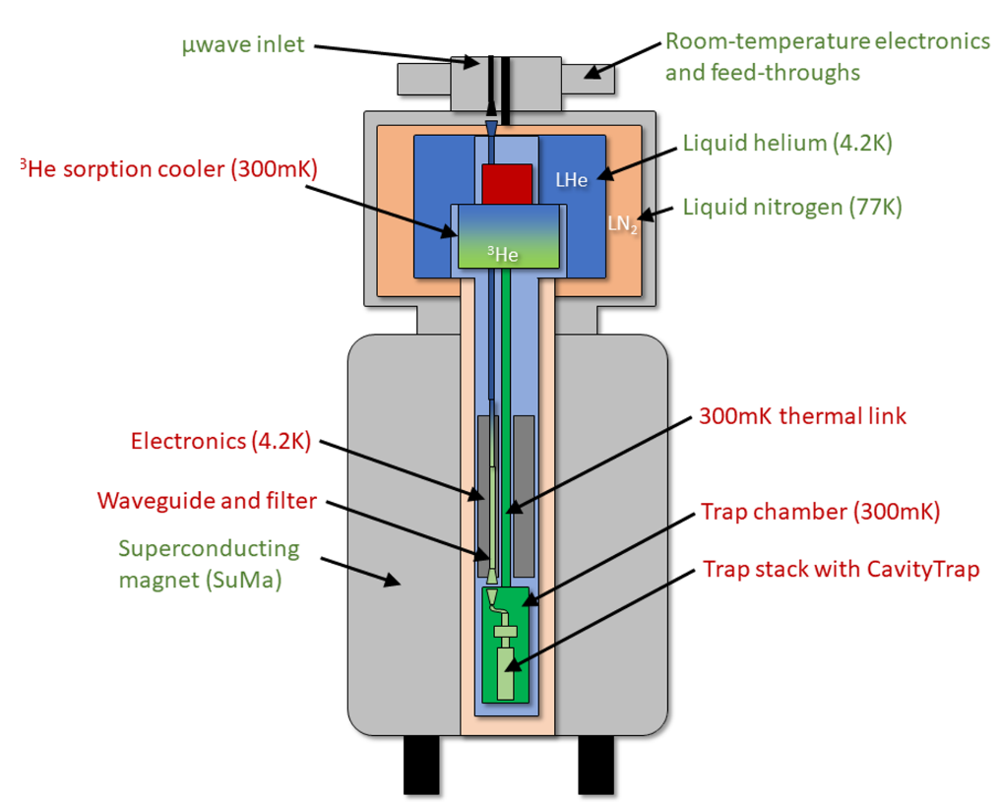 μwave inlet
Room-temperature electronics
and feed-throughs
Liquid helium (4.2K)
³He sorption cooler (300mK)
LHe
Liquid nitrogen (77K)
LN₂
³He
300mK thermal link
Electronics (4.2K)
Waveguide and filter
Trap chamber (300mK)
Superconducting
magnet (SuMa)
Trap stack with CavityTrap